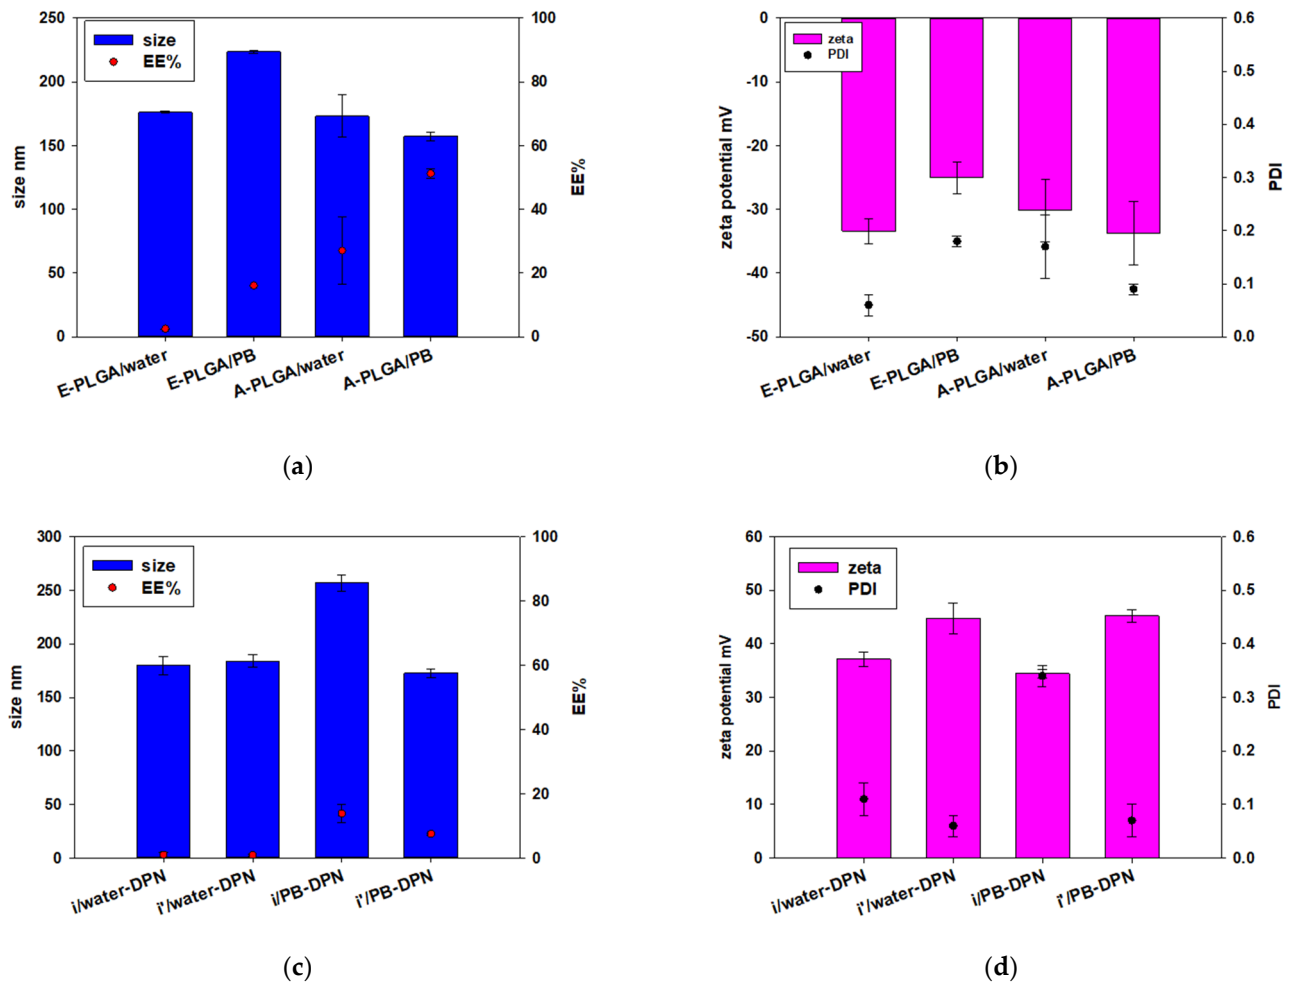 250
200
150
100
50
0
size nm
size
EE%
100
80
60
40
20
0
EE%
E-PLGA/water
E-PLGA/PB
A-PLGA/water
A-PLGA/PB
(a)
0
-10
-20
-30
-40
-50
zeta potential mV
zeta
PDI
0.6
0.5
0.4
0.3
0.2
0.1
0.0
PDI
E-PLGA/water
E-PLGA/PB
A-PLGA/water
A-PLGA/PB
(b)
300
250
200
150
100
50
0
size nm
size
EE%
100
80
60
40
20
0
EE%
i/water-DPN
i'/water-DPN
i/PB-DPN
i'/PB-DPN
(c)
60
50
40
30
20
10
0
zeta potential mV
zeta
PDI
0.6
0.5
0.4
0.3
0.2
0.1
0.0
PDI
i/water-DPN
i'/water-DPN
i/PB-DPN
i'/PB-DPN
(d)